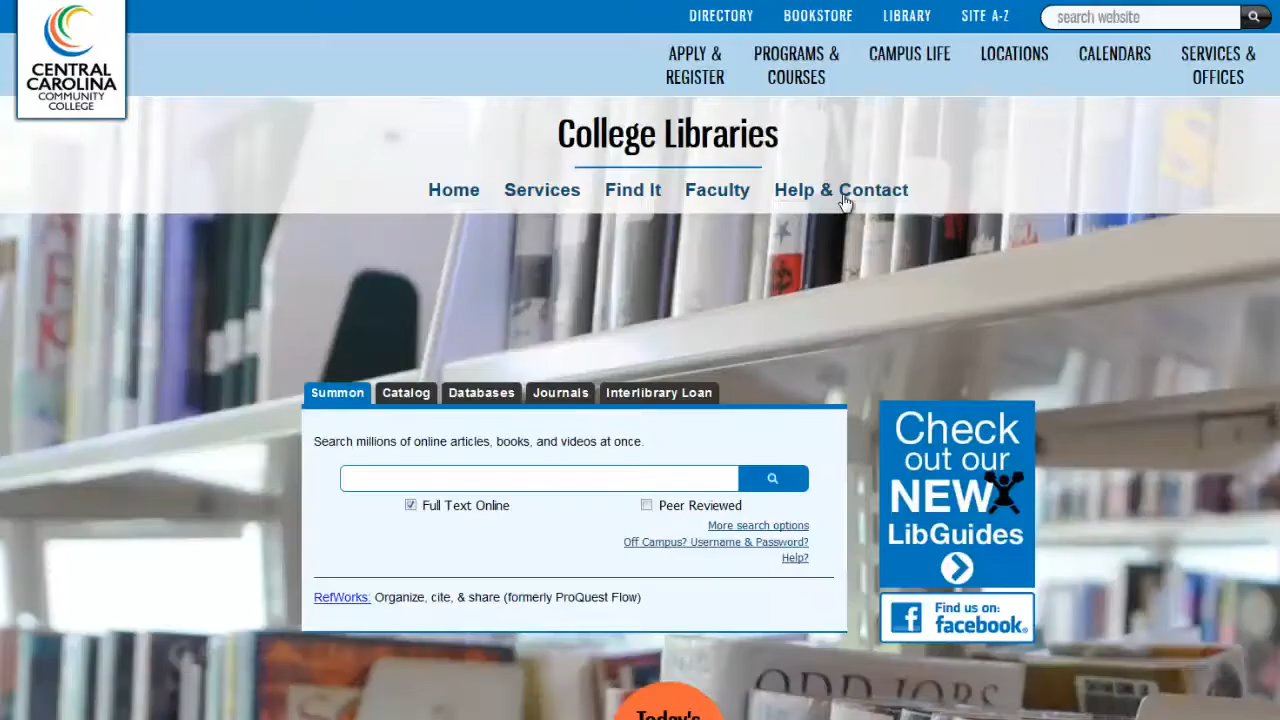 DIRECTORY BOOKSTORE LIBRARY SITE A-Z search website
CENTRAL
CAROLINA
COMMUNITY
COLLEGE
APPLY &
REGISTER
PROGRAMS &
COURSES
CAMPUS LIFE
LOCATIONS
CALENDARS
SERVICES &
OFFICES
College Libraries
Home Services Find It Faculty Help & Contact
Summon Catalog Databases Journals Interlibrary Loan
Search millions of online articles, books, and videos at once.
Full Text Online Peer Reviewed
More search options
Off Campus? Username & Password?
Help?
RefWorks: Organize, cite, & share (formerly ProQuest Flow)
Check
out our
NEW
LibGuides
Find us on:
facebook.
ODD JOBS
Today's